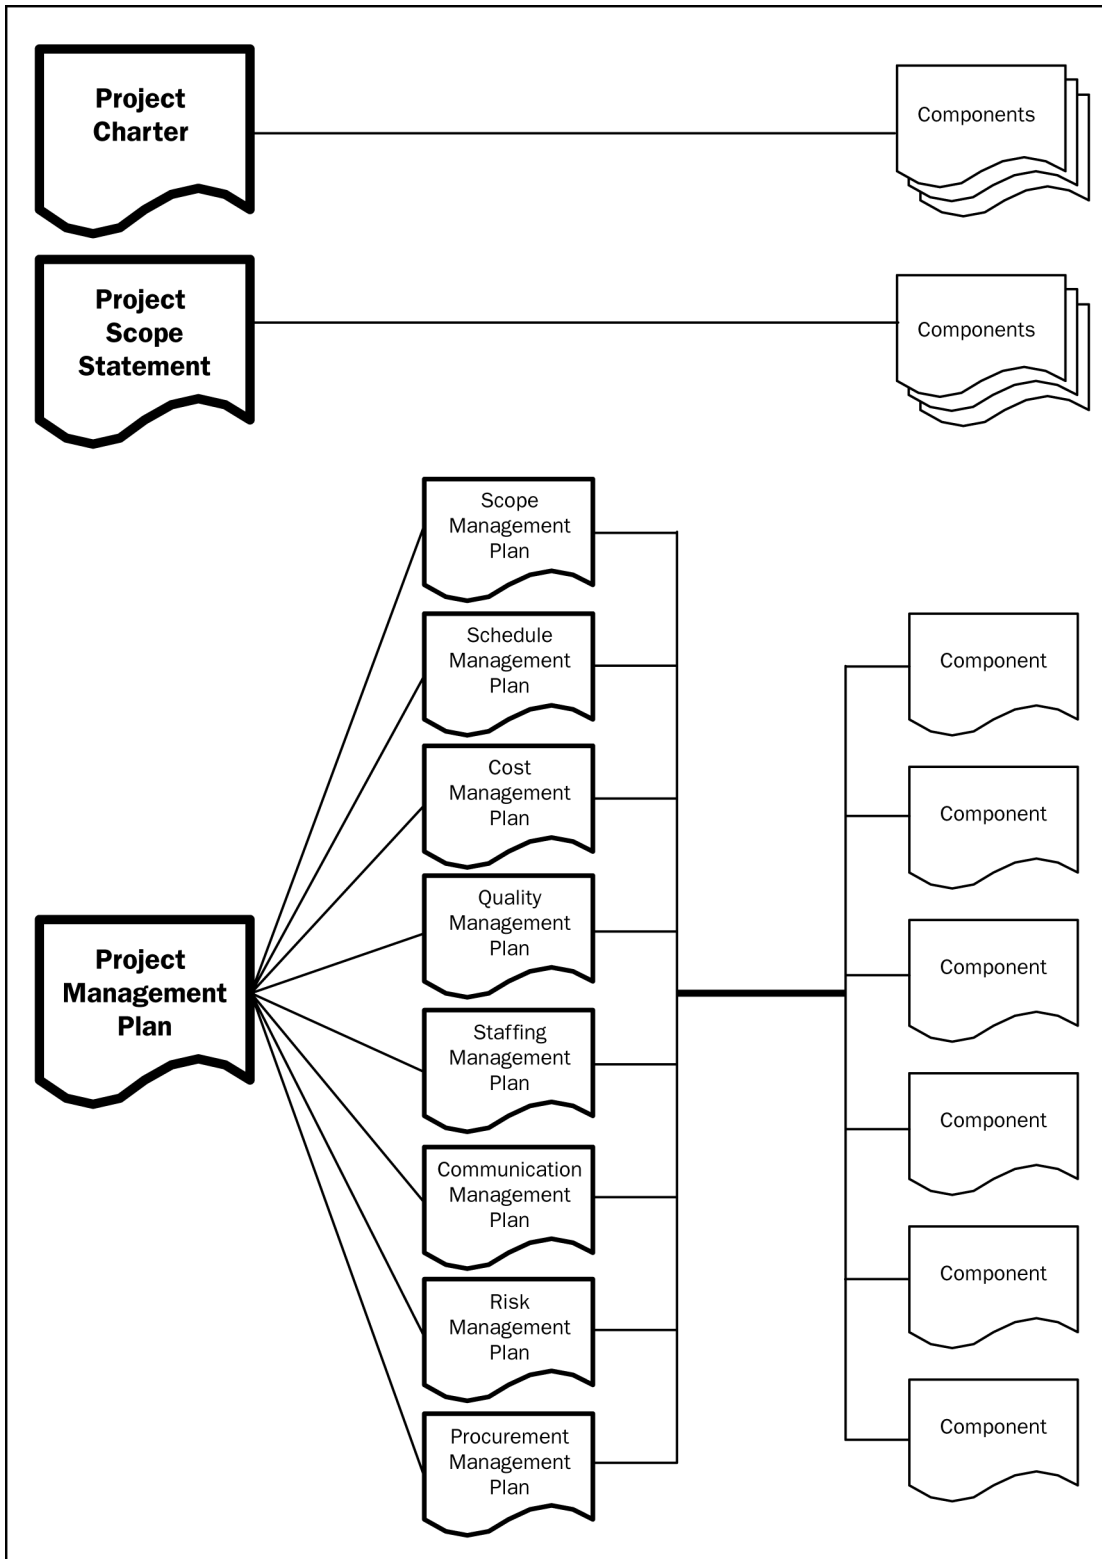 Project
Charter
Components
Project
Scope
Statement
Components
Scope
Management
Plan
Schedule
Management
Plan
Component
Cost
Management
Plan
Component
Quality
Management
Plan
Project
Management
Plan
Component
Staffing
Management
Plan
Component
Communication
Management
Plan
Component
Risk
Management
Plan
Procurement
Management
Plan
Component